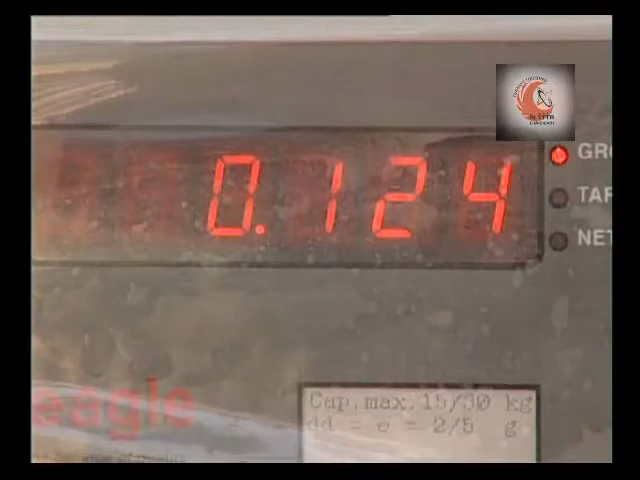 0.124
GRO
TAR
NET
eagle
Cap.max.15/30 kg
dd = e = 2/5 g